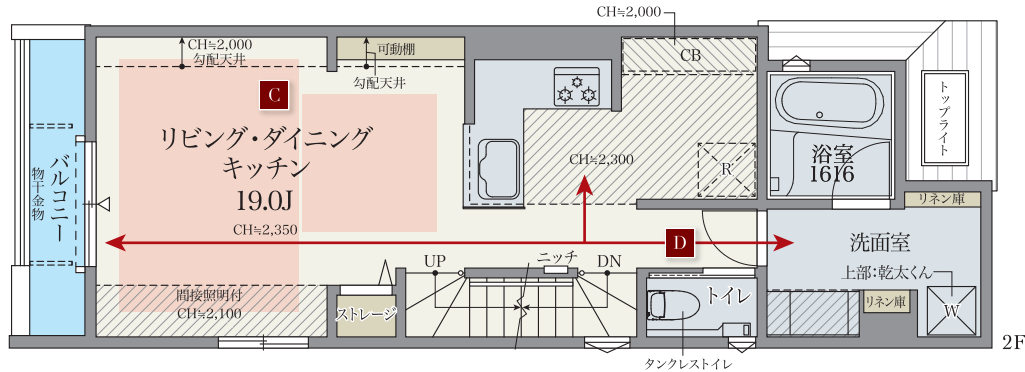 CH≒2,000
CH≒2,000
勾配天井
可動棚
勾配天井
CB
C
トップライト
リビング・ダイニング
キッチン
19.0J
CH≒2,300
R
浴室
1616
バルコニー
物干金物
リネン庫
CH≒2,350
D
洗面室
UP
ニッチ
DN
上部：乾太くん
間接照明付
CH≒2,100
ストレージ
トイレ
リネン庫
W
タンクレストイレ
2F